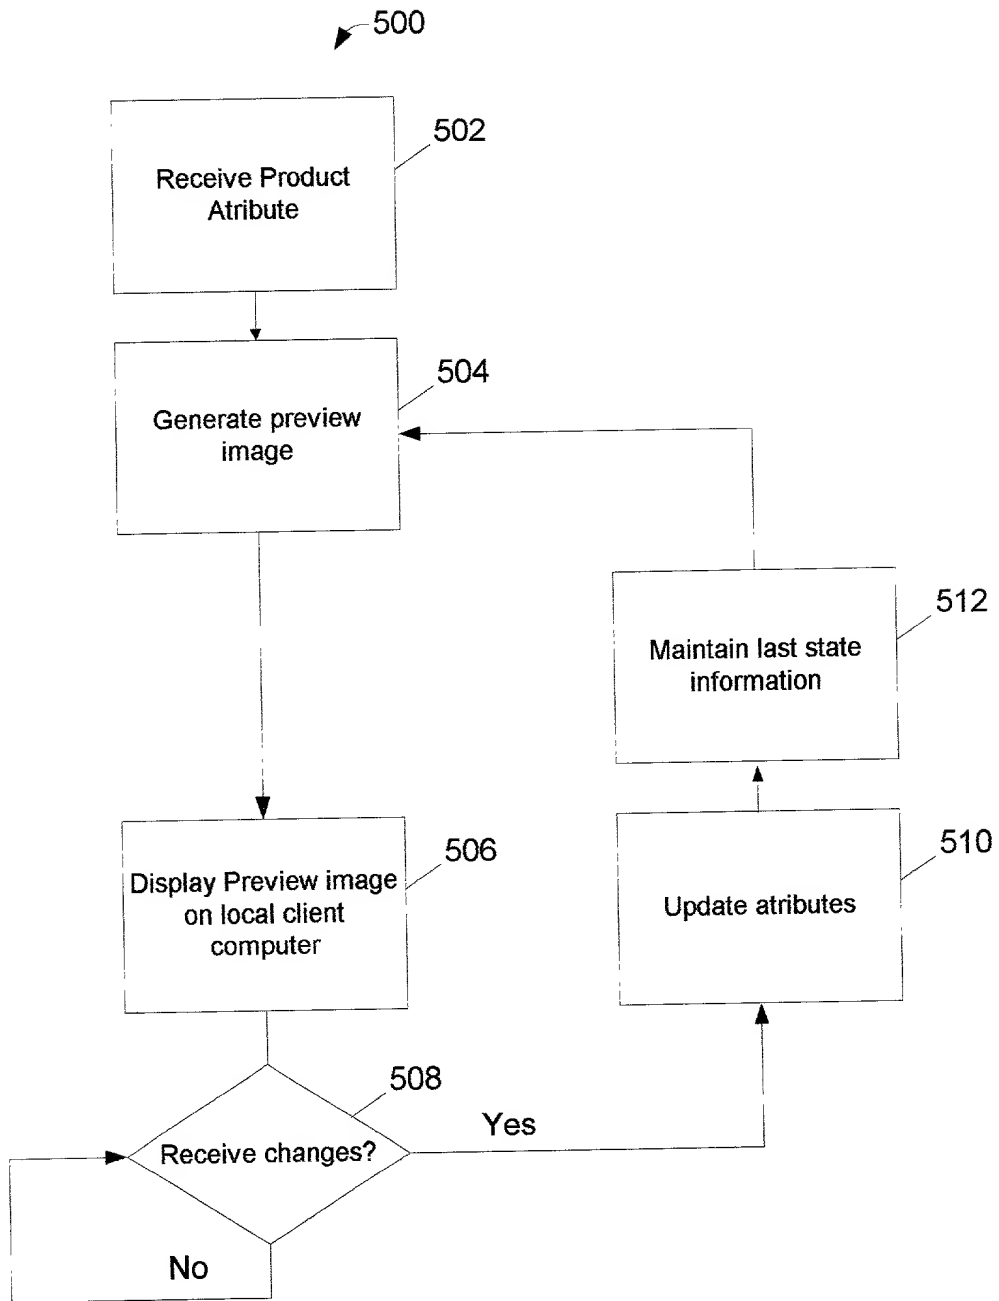 500
502
Receive Product
Atribute
504
Generate preview
image
512
Maintain last state
information
506
Display Preview image
on local client
computer
510
Update atributes
508
Receive changes?
Yes
No